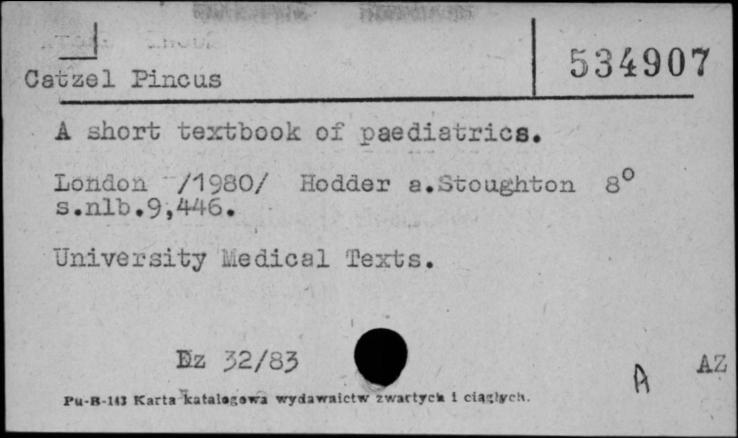 534907
Catzel Pincus
A short textbook of paediatrics.
London /1980/ Hodder a.Stoughton 8°
s.nlb.9,446.
University Medical Texts.
Dz 32/83
A AZ
Pu-B-143 Karta katalogowa wydawnictw zwartych i ciągłych.